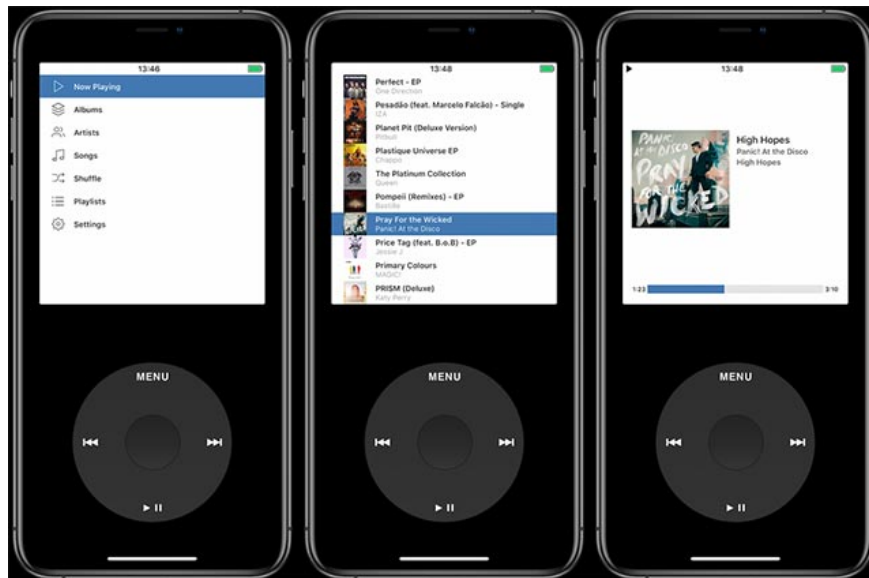 13:46
Now Playing
Albums
Artists
Songs
Shuffle
Playlists
Settings
MENU
13:48
Perfect - EP
One Direction
Pesadão (feat. Marcelo Falcão) - Single
IZA
Planet Pit (Deluxe Version)
Pitbull
Plastique Universe EP
Chappo
The Platinum Collection
Queen
Pompeii (Remixes) - EP
Bastille
Pray For the Wicked
Panic! At the Disco
Price Tag (feat. B.o.B) - EP
Jessie J
Primary Colours
MAGIC!
PRISM (Deluxe)
Katy Perry
MENU
13:48
PANIC!
AT THE DISCO
PRAY
FOR THE
WICKED
High Hopes
Panic! At the Disco
High Hopes
1:23
3:10
MENU